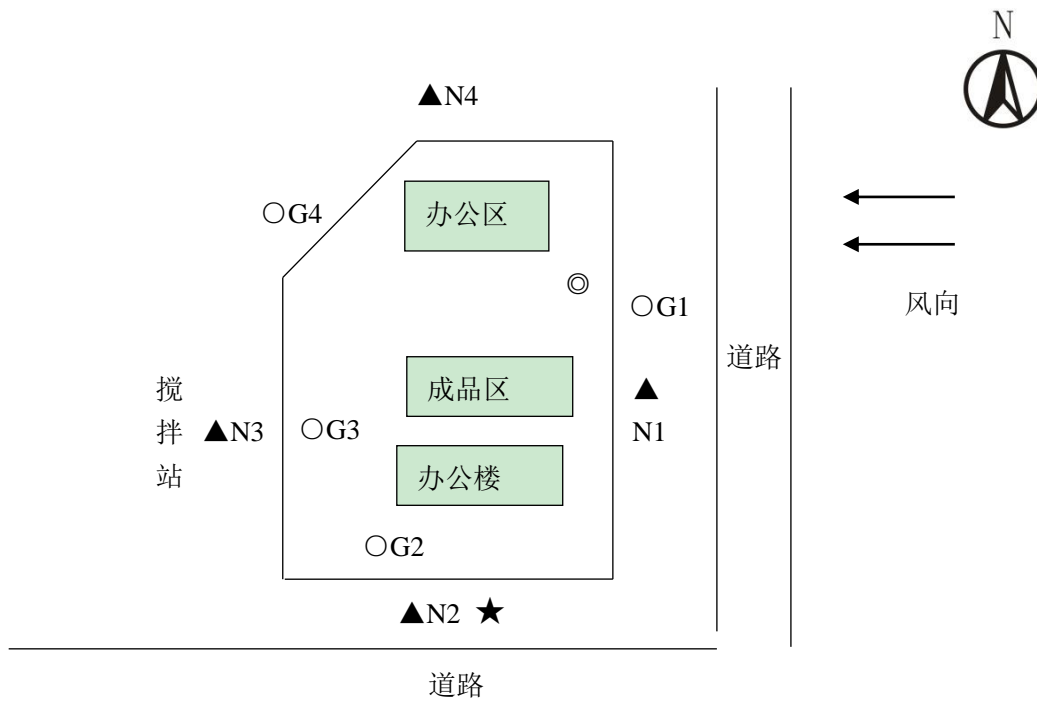 N
▲N4
○G4
办公区
◎
○G1
风向
道路
成品区
▲
N1
搅
拌
站
▲N3
○G3
办公楼
○G2
▲N2 ★
道路